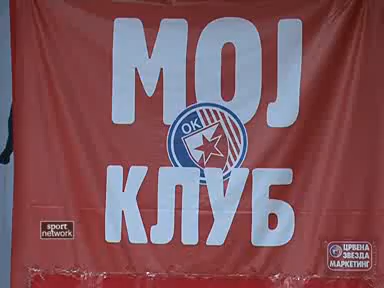 МОЈ
ОК
КЛУБ
sport
network
ЦРВЕНА
ЗВЕЗДА
МАРКЕТИНГ